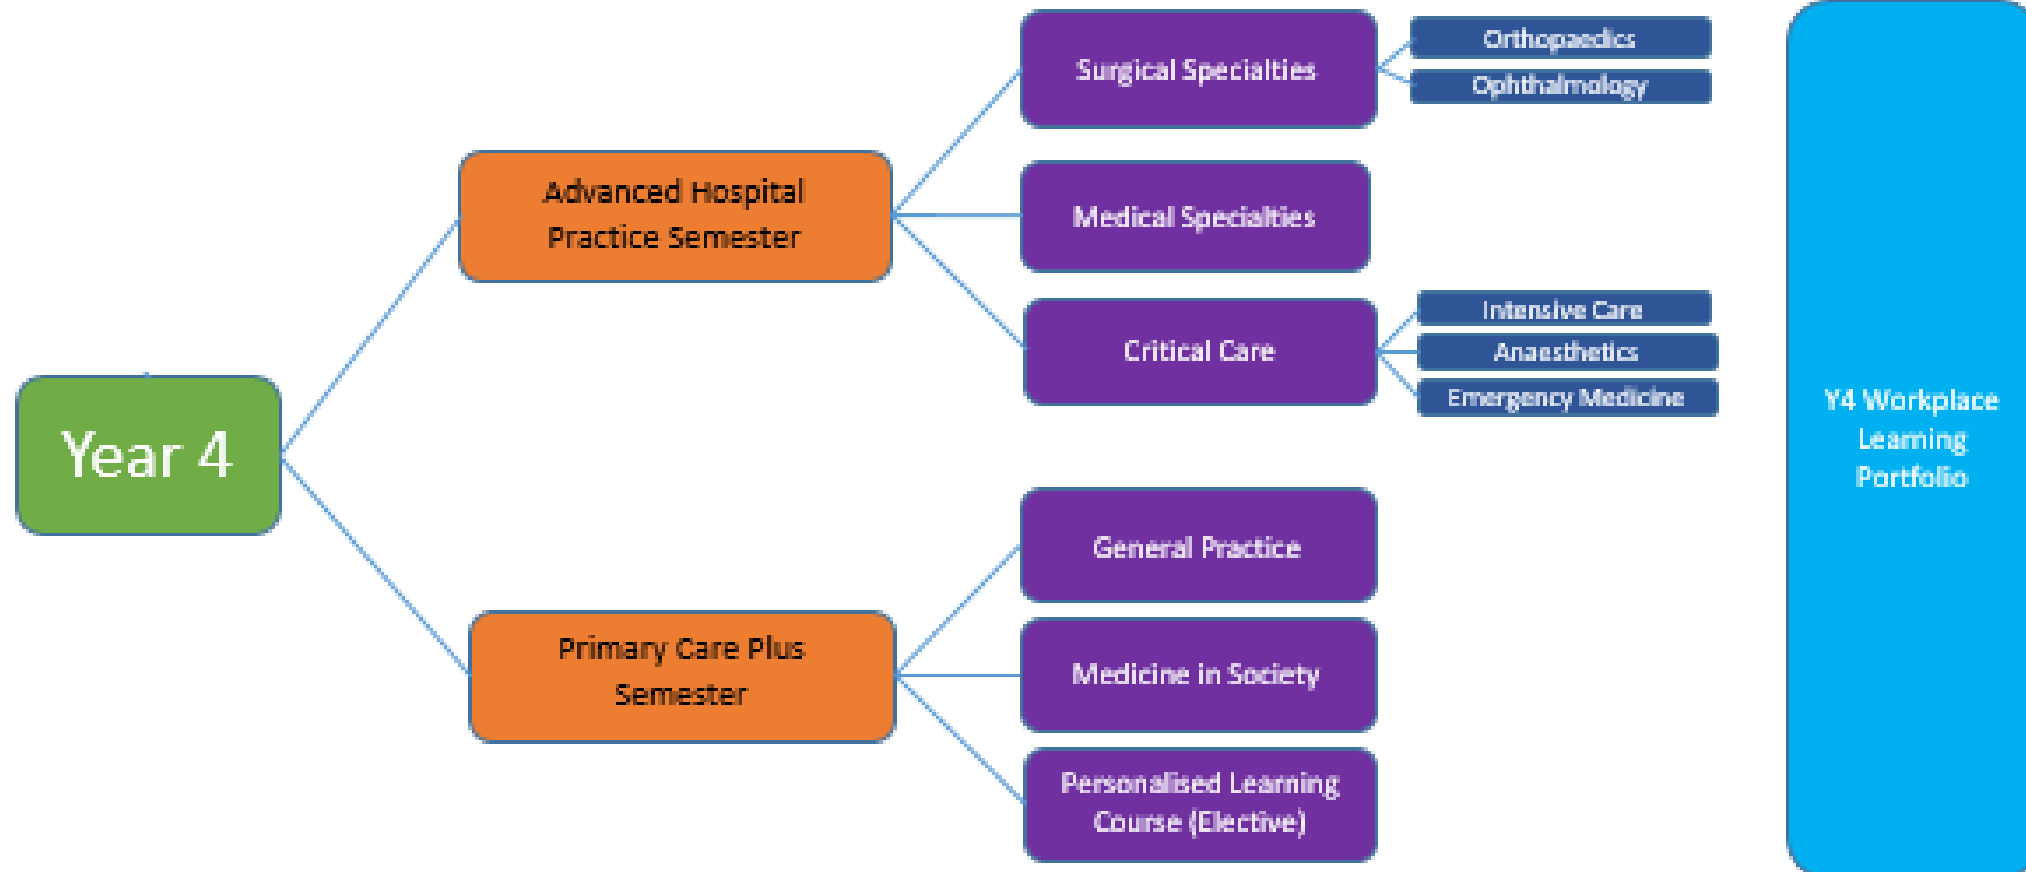 Year 4
Advanced Hospital
Practice Semester
Surgical Specialties
Orthopaedics
Ophthalmology
Medical Specialties
Critical Care
Intensive Care
Anaesthetics
Emergency Medicine
Primary Care Plus
Semester
General Practice
Medicine in Society
Personalised Learning
Course (Elective)
Y4 Workplace
Learning
Portfolio